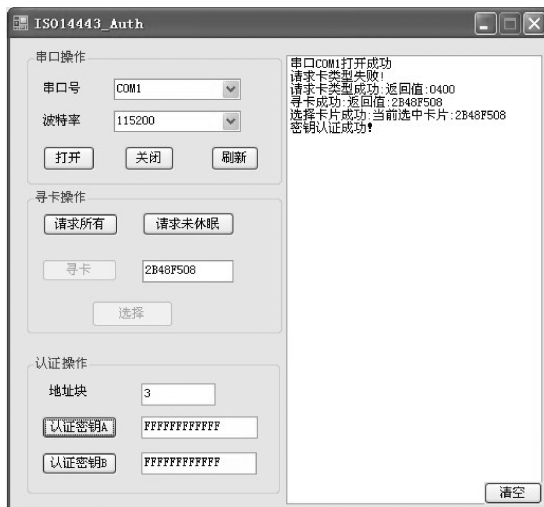 ISO14443_Auth
串口操作
串口号 COM1
波特率 115200
打开 关闭 刷新
寻卡操作
请求所有 请求未休眠
寻卡 2B48F508
选择
认证操作
地址块 3
认证密钥A FFFFFFFFFFFF
认证密钥B FFFFFFFFFFFF
串口COM1打开成功
请求卡类型失败!
请求卡类型成功:返回值:0400
寻卡成功:返回值:2B48F508
选择卡片成功:当前选中卡片:2B48F508
密钥认证成功!
清空